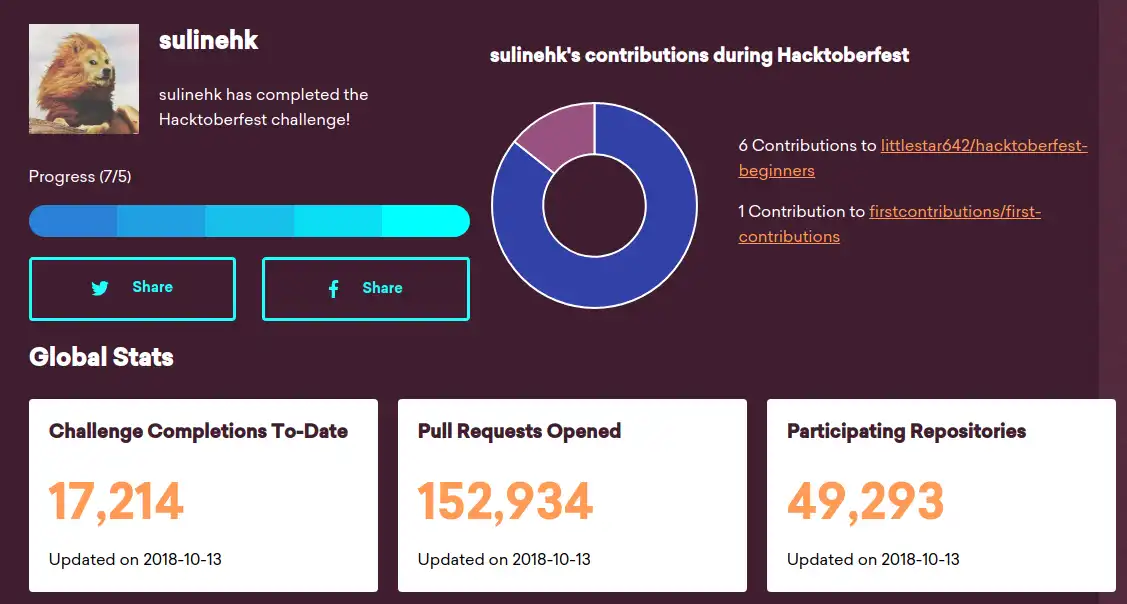 sulinehk
sulinehk has completed the
Hacktoberfest challenge!
Progress (7/5)
Share
Share
sulinehk's contributions during Hacktoberfest
6 Contributions to littlestar642/hacktoberfest-
beginners
1 Contribution to firstcontributions/first-
contributions
Global Stats
Challenge Completions To-Date
17,214
Updated on 2018-10-13
Pull Requests Opened
152,934
Updated on 2018-10-13
Participating Repositories
49,293
Updated on 2018-10-13